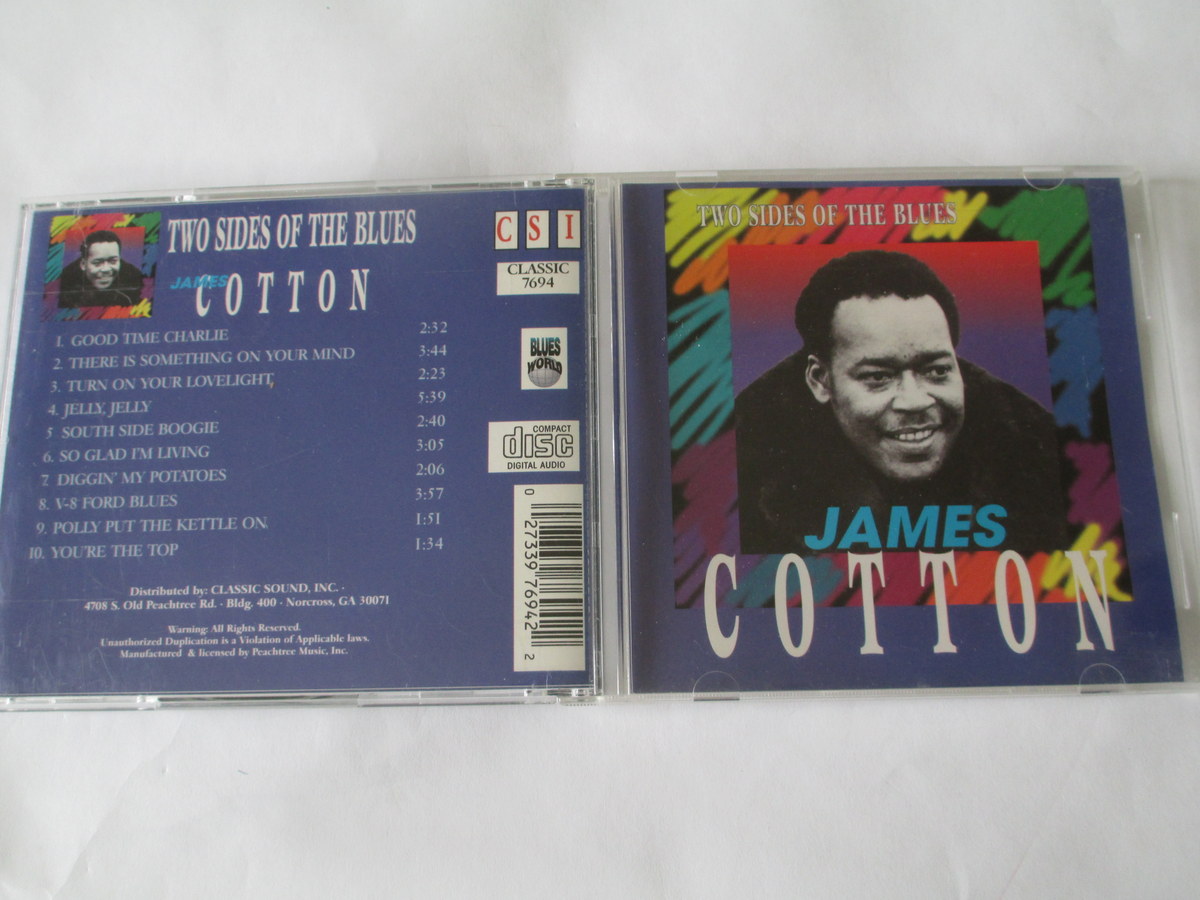 TWO SIDES OF THE BLUES
JAMES
COTTON
1. GOOD TIME CHARLIE 2:32
2. THERE IS SOMETHING ON YOUR MIND 3:44
3. TURN ON YOUR LOVELIGHT, 2:23
4. JELLY, JELLY 5:39
5 SOUTH SIDE BOOGIE 2:40
6. SO GLAD I'M LIVING 3:05
7. DIGGIN' MY POTATOES 2:06
8. V-8 FORD BLUES 3:57
9. POLLY PUT THE KETTLE ON 1:51
10. YOU'RE THE TOP 1:34
Distributed by: CLASSIC SOUND, INC. ·
4708 S. Old Peachtree Rd. · Bldg. 400 · Norcross, GA 30071
Warning: All Rights Reserved.
Unauthorized Duplication is a Violation of Applicable laws.
Manufactured & licensed by Peachtree Music, Inc.
CSI
CLASSIC
7694
BLUES
WORLD
COMPACT
disc
DIGITAL AUDIO
0 27339 76942 2
TWO SIDES OF THE BLUES
JAMES
COTTON